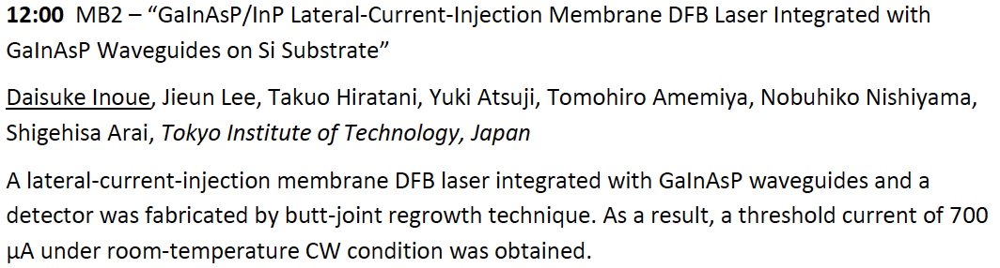 12:00 MB2 – “GaInAsP/InP Lateral-Current-Injection Membrane DFB Laser Integrated with
GaInAsP Waveguides on Si Substrate”
Daisuke Inoue, Jieun Lee, Takuo Hiratani, Yuki Atsuji, Tomohiro Amemiya, Nobuhiko Nishiyama,
Shigehisa Arai, Tokyo Institute of Technology, Japan
A lateral-current-injection membrane DFB laser integrated with GaInAsP waveguides and a
detector was fabricated by butt-joint regrowth technique. As a result, a threshold current of 700
μA under room-temperature CW condition was obtained.